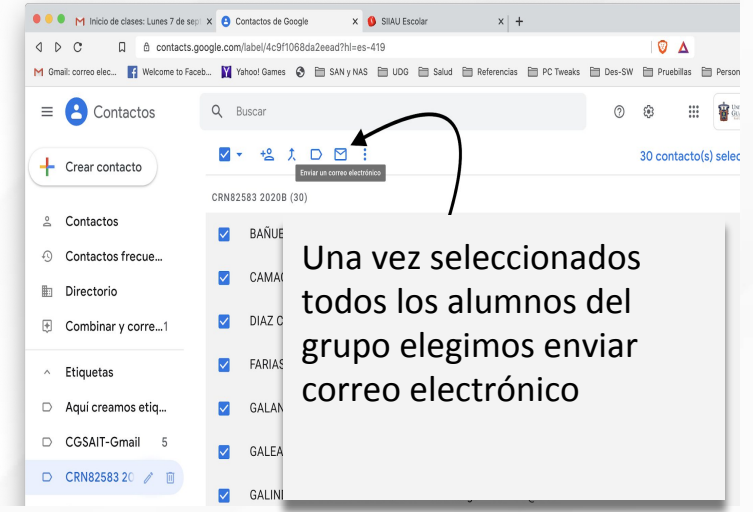 Inicio de clases: Lunes 7 de sept x Contactos de Google x SIIAU Escolar x +
contacts.google.com/label/4c9f1068da2eead?hl=es-419
Gmail: correo elec... Welcome to Faceb... Yahoo! Games SAN y NAS UDG Salud Referencias PC Tweaks Des-SW Pruebillas Person
Contactos Buscar
Crear contacto 30 contacto(s) selec
Enviar un correo electrónico
CRN82583 2020B (30)
Contactos BAÑUE
Contactos frecue...
Directorio CAMA
Combinar y corre... 1 DIAZ C
Etiquetas FARIAS
Aquí creamos etiq... GALAN
CGSAIT-Gmail 5 GALEA
CRN82583 20 GALIN
Una vez seleccionados
todos los alumnos del
grupo elegimos enviar
correo electrónico